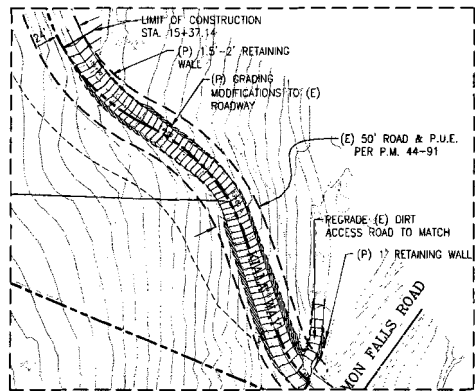 LIMIT OF CONSTRUCTION
STA. 15+37.14
24'
(P) 1.5'-2' RETAINING
WALL
(P) GRADING
MODIFICATIONS TO (E)
ROADWAY
(E) 50' ROAD & P.U.E.
PER P.M. 44-91
REGRADE (E) DIRT
ACCESS ROAD TO MATCH
(P) 1' RETAINING WALL
MON FALLS ROAD